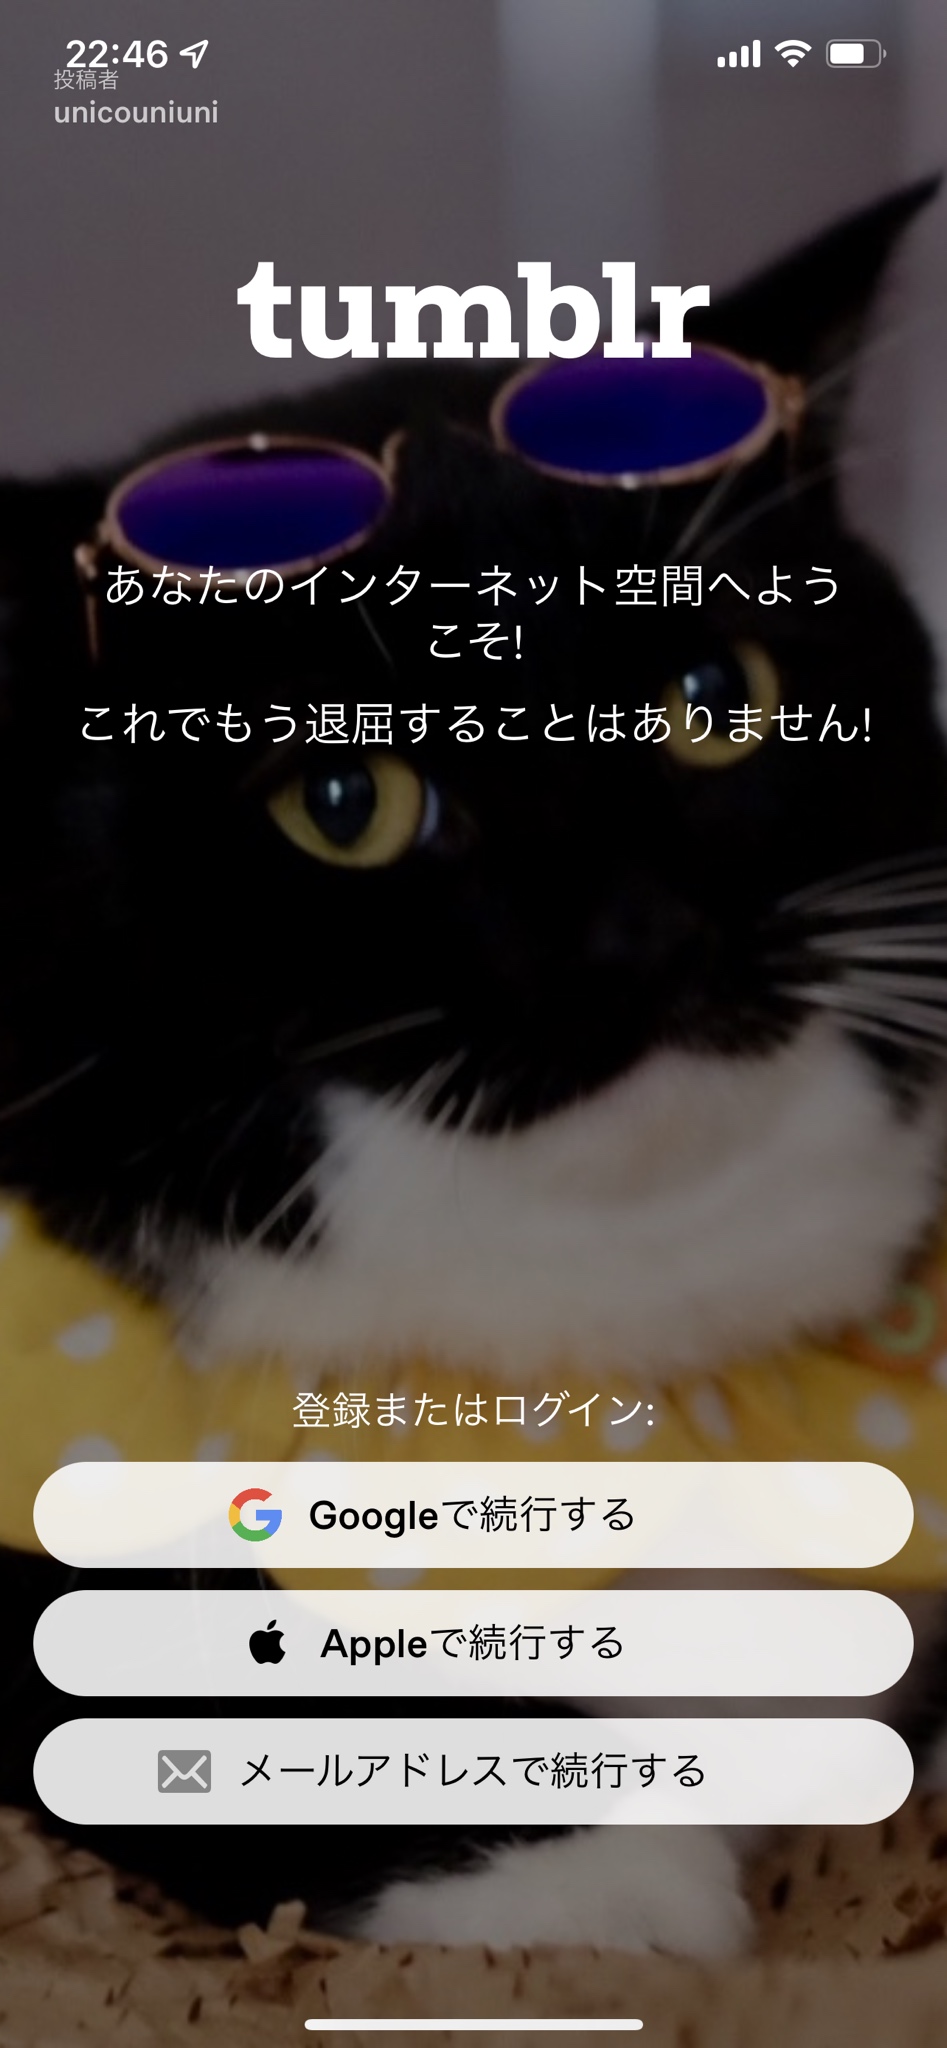 22:46
投稿者
unicouniuni
tumblr
あなたのインターネット空間へよう
こそ!
これでもう退屈することはありません!
登録またはログイン:
Googleで続行する
Appleで続行する
メールアドレスで続行する